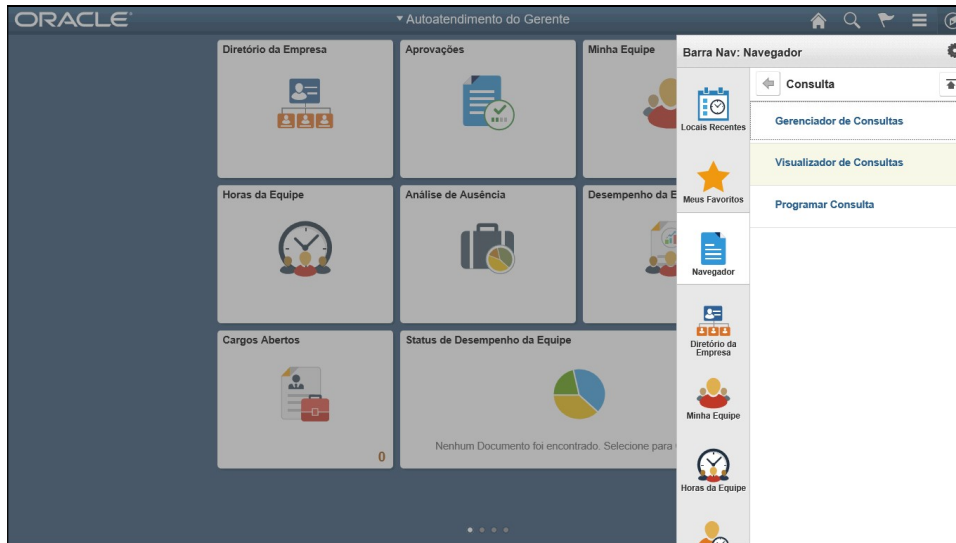 ORACLE
Autoatendimento do Gerente
Diretório da Empresa
Aprovações
Minha Equipe
Horas da Equipe
Análise de Ausência
Desempenho da E
Cargos Abertos
0
Status de Desempenho da Equipe
Nenhum Documento foi encontrado. Selecione para
Barra Nav: Navegador
Locais Recentes
Meus Favoritos
Navegador
Diretório da
Empresa
Minha Equipe
Horas da Equipe
Consulta
Gerenciador de Consultas
Visualizador de Consultas
Programar Consulta